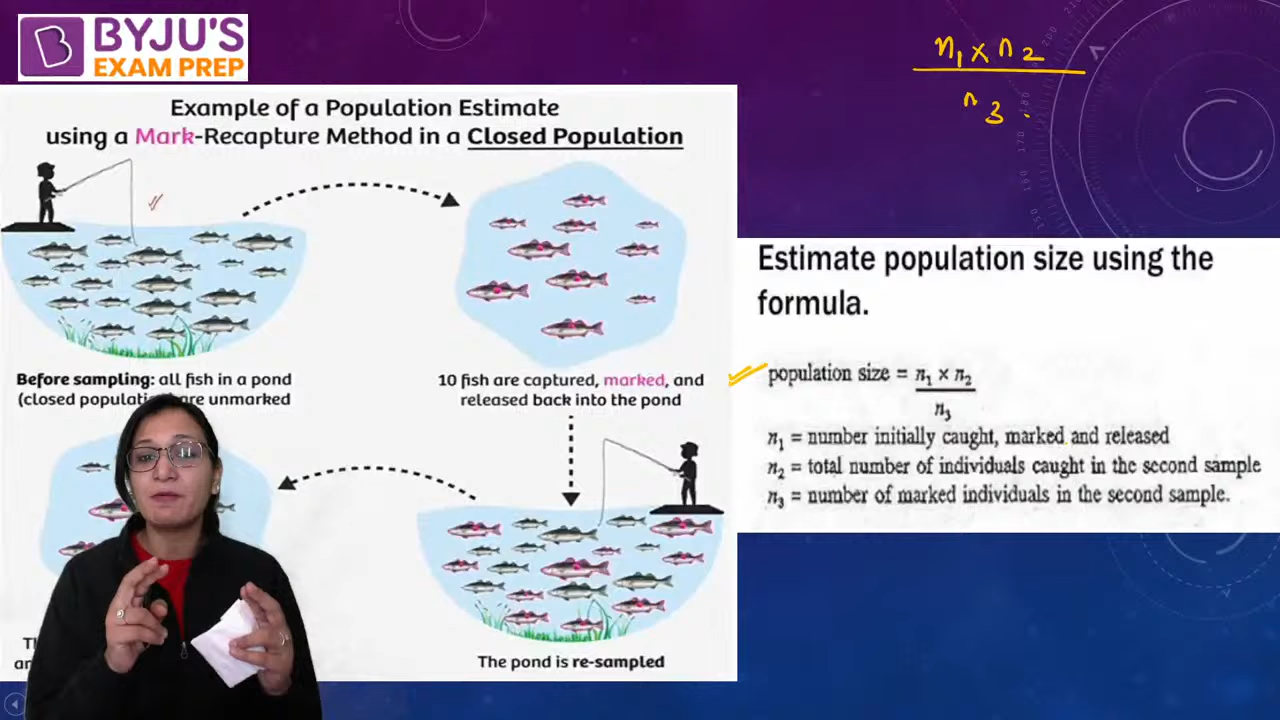 BYJU'S
EXAM PREP
n1 × n2
n3
Example of a Population Estimate
using a Mark-Recapture Method in a Closed Population
Before sampling: all fish in a pond
(closed are unmarked
10 fish are captured, marked, and
released back into the pond
The pond is re-sampled
Estimate population size using the
formula.
population size = n₁ × n₂
n₃
n₁ = number initially caught, marked and released
n₂ = total number of individuals caught in the second sample
n₃ = number of marked individuals in the second sample.